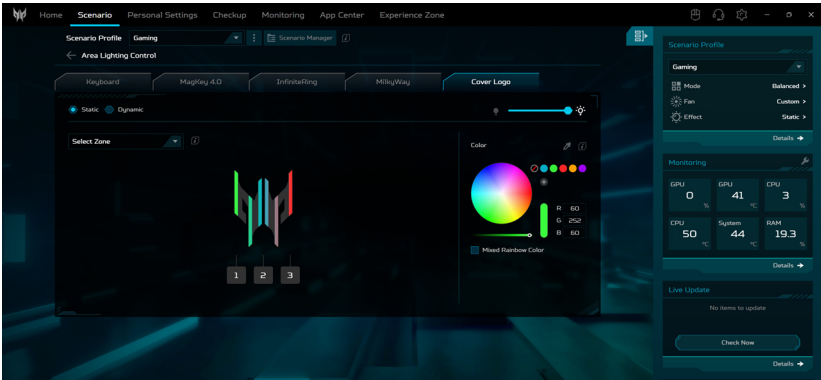 Home Scenario Personal Settings Checkup Monitoring App Center Experience Zone
Scenario Profile Gaming Scenario Manager
Area Lighting Control
Keyboard MagKey 4.0 InfiniteRing MilkyWay Cover Logo
Static Dynamic
Select Zone
1 2 3
Color
R 60
G 252
B 60
Mixed Rainbow Color
Scenario Profile
Gaming
Mode Balanced >
Fan Custom >
Effect Static >
Details →
Monitoring
GPU 0 %
GPU 41 °C
CPU 3 %
CPU 50 °C
System 44 °C
RAM 19.3 %
Details →
Live Update
No items to update
Check Now
Details →